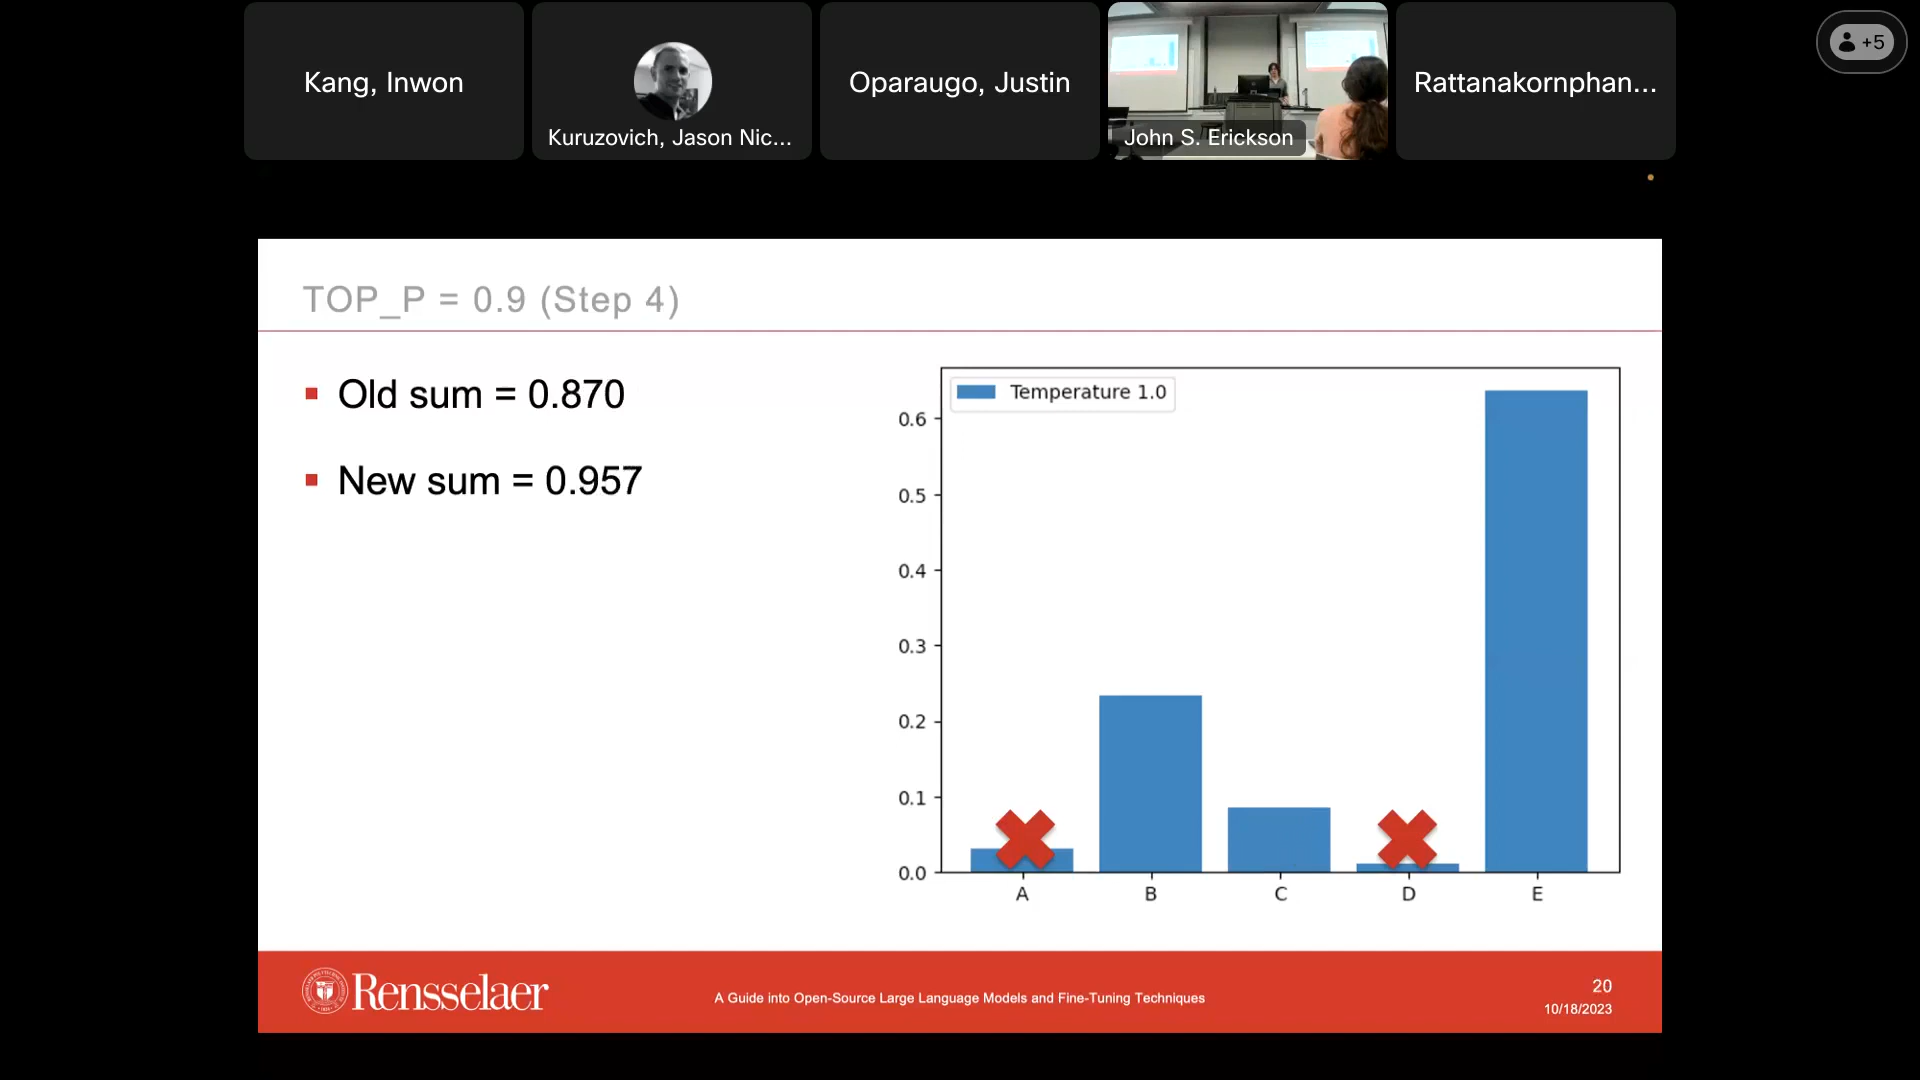 Kang, Inwon
Kuruzovich, Jason Nic...
Oparaugo, Justin
John S. Erickson
Rattanakornphan...
+5
TOP_P = 0.9 (Step 4)
Old sum = 0.870
New sum = 0.957
Temperature 1.0
0.6
0.5
0.4
0.3
0.2
0.1
0.0
A B C D E
Rensselaer
A Guide into Open-Source Large Language Models and Fine-Tuning Techniques
20
10/18/2023